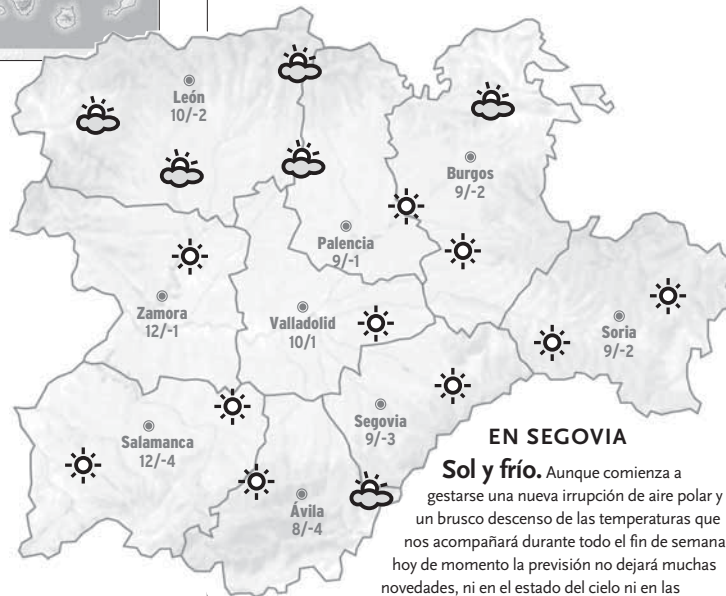 León
10/-2
Burgos
9/-2
Palencia
9/-1
Zamora
12/-1
Valladolid
10/1
Soria
9/-2
Segovia
9/-3
Salamanca
12/-4
Ávila
8/-4
EN SEGOVIA
Sol y frío. Aunque comienza a
gestarse una nueva irrupción de aire polar y
un brusco descenso de las temperaturas que
nos acompañará durante todo el fin de semana
hoy de momento la previsión no dejará muchas
novedades, ni en el estado del cielo ni en las